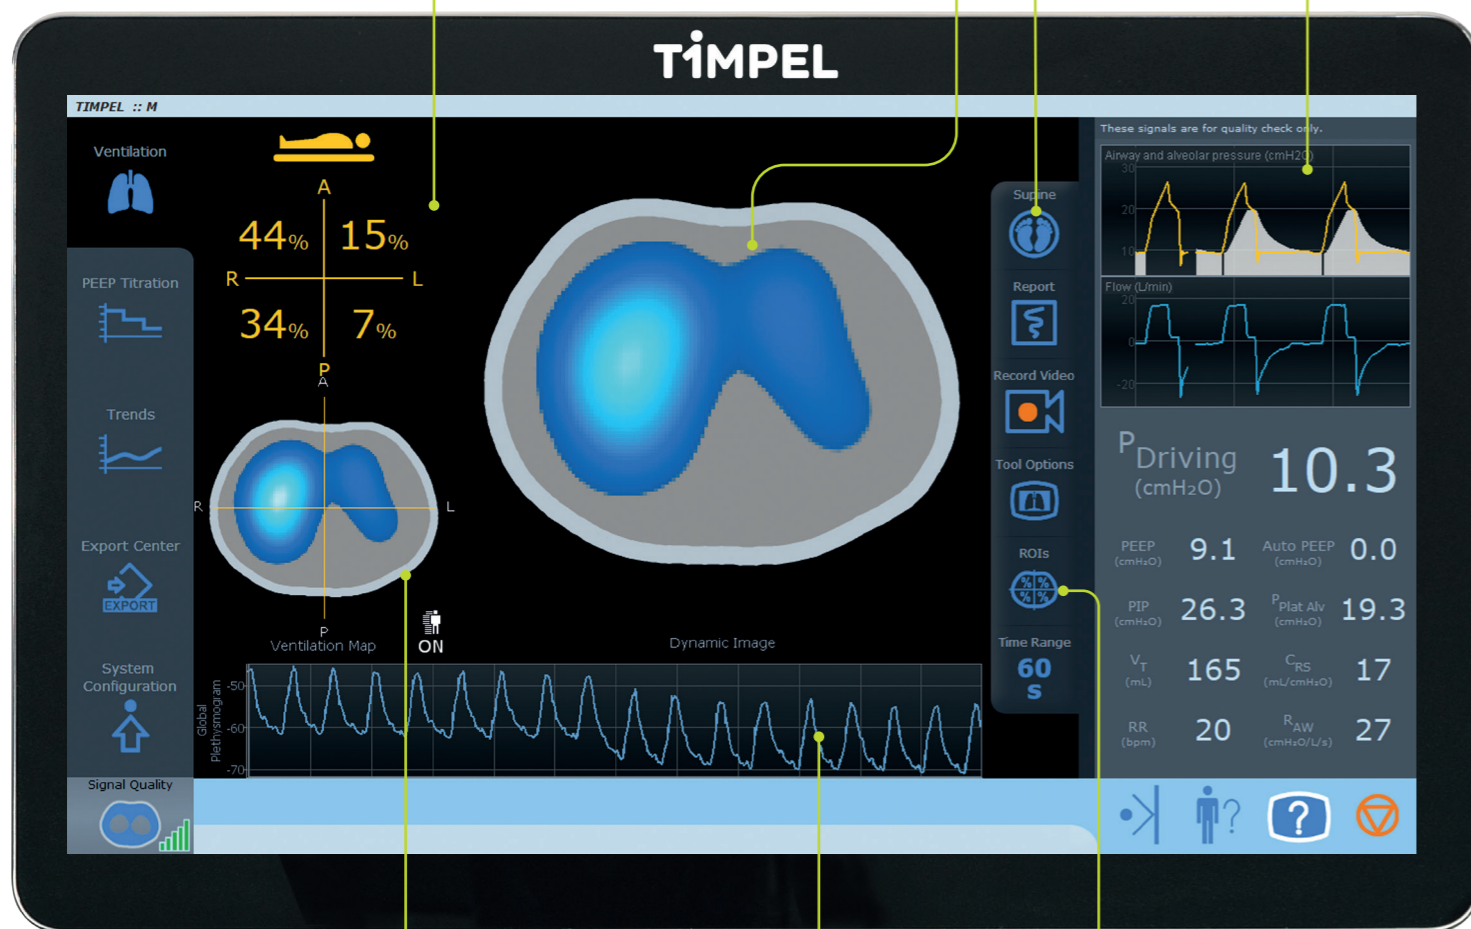 TIMPEL
TIMPEL :: M
Ventilation
PEEP Titration
Trends
Export Center
EXPORT
System
Configuration
Signal Quality
A
44% 15%
R L
34% 7%
P
A
R L
P
Ventilation Map
ON
Dynamic Image
Global
Plethysmogram
-50
-60
-70
Supine
Report
Record Video
Tool Options
ROIs
%% 
%%
Time Range
60
S
These signals are for quality check only.
Airway and alveolar pressure (cmH2O)
30
20
10
Flow (L/min)
20
0
-20
PDriving
(cmH₂O)
10.3
PEEP
(cmH₂O)
9.1
Auto PEEP
(cmH₂O)
0.0
PIP
(cmH₂O)
26.3
PPlat Alv
(cmH₂O)
19.3
VT
(mL)
165
CRS
(mL/cmH₂O)
17
RR
(bpm)
20
RAW
(cmH₂O/L/s)
27
?
?